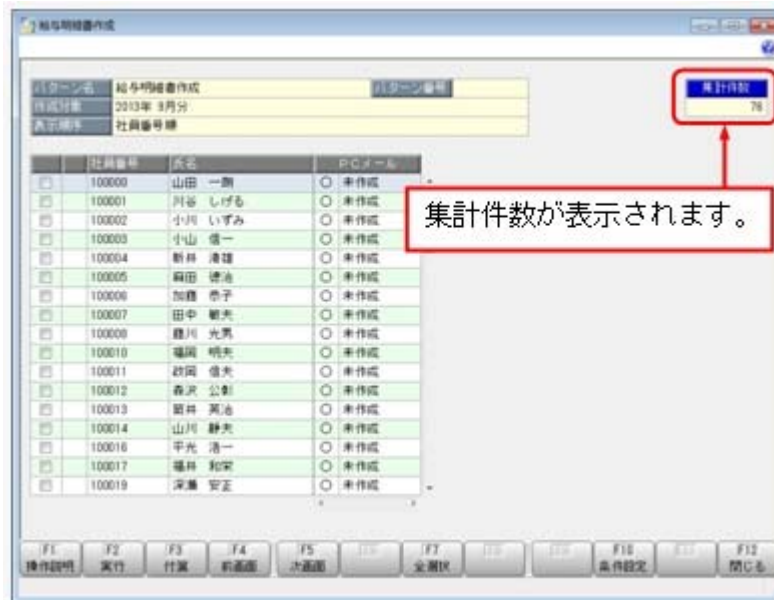 給与明細書作成
パターン名 給与明細書作成 パターン番号 集計件数
作成対象 2013年 9月分 76
表示順序 社員番号順
社員番号 氏名 PCメール
100000 山田 一朗 ○ 未作成
100001 川谷 しげる ○ 未作成
100002 小川 いずみ ○ 未作成
集計件数が表示されます。
100003 小山 信一 ○ 未作成
100004 新井 清雄 ○ 未作成
100005 徳治 ○ 未作成
100006 加藤 恭子 ○ 未作成
100007 田中 敏夫 ○ 未作成
100008 光男 ○ 未作成
100010 福岡 明夫 ○ 未作成
100011 政岡 信夫 ○ 未作成
100012 森沢 公彰 ○ 未作成
100013 筒井 英治 ○ 未作成
100014 山川 静夫 ○ 未作成
100016 平光 浩一 ○ 未作成
100017 福井 和栄 ○ 未作成
100019 深瀬 安正 ○ 未作成
F1 F2 F3 F4 F5 F6 F7 F8 F9 F10 F11 F12
操作説明 実行 付箋 前画面 次画面 全選択 条件設定 閉じる